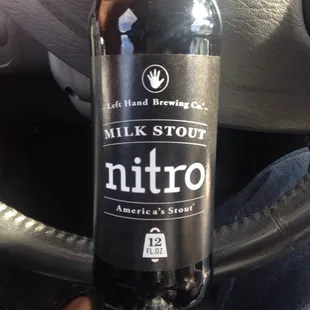 Left Hand Brewing Co.
MILK STOUT
nitro
America's Stout
12
FL.OZ.